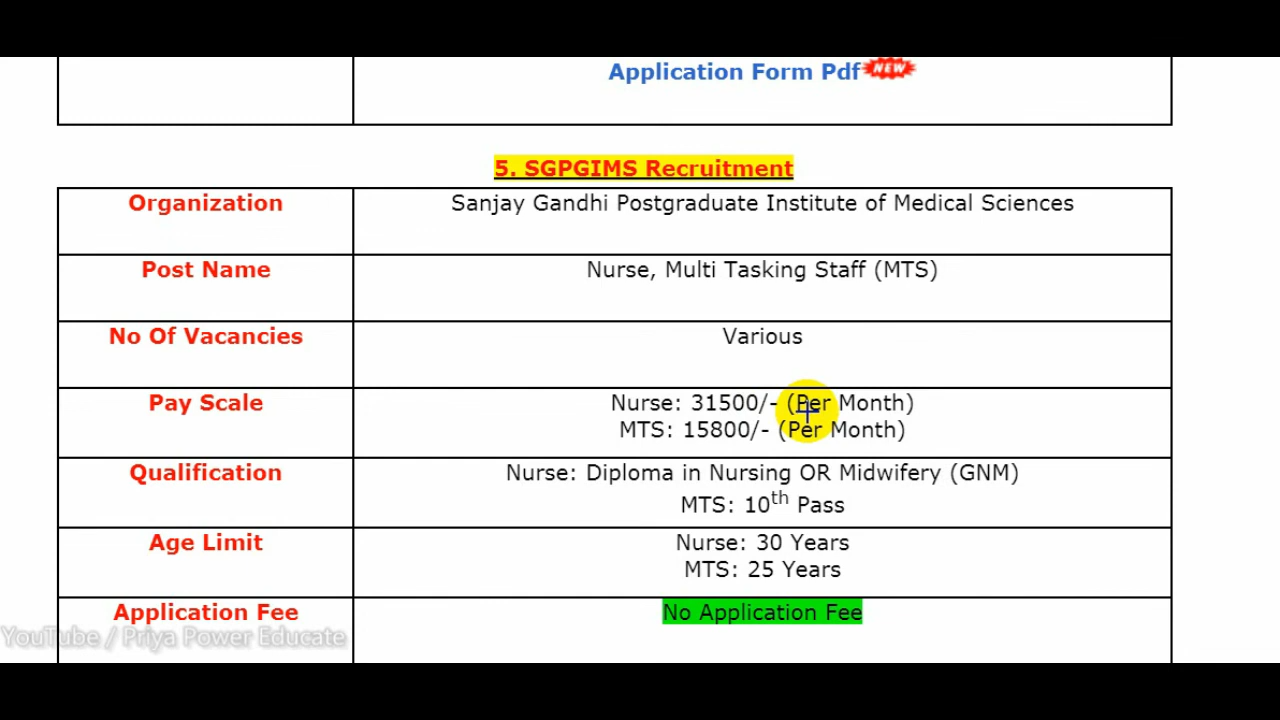 Application Form Pdf NEW
5. SGPGIMS Recruitment
Organization
Sanjay Gandhi Postgraduate Institute of Medical Sciences
Post Name
Nurse, Multi Tasking Staff (MTS)
No Of Vacancies
Various
Pay Scale
Nurse: 31500/- (Per Month)
MTS: 15800/- (Per Month)
Qualification
Nurse: Diploma in Nursing OR Midwifery (GNM)
MTS: 10th Pass
Age Limit
Nurse: 30 Years
MTS: 25 Years
Application Fee
No Application Fee
YouTube / Priya Power Educate